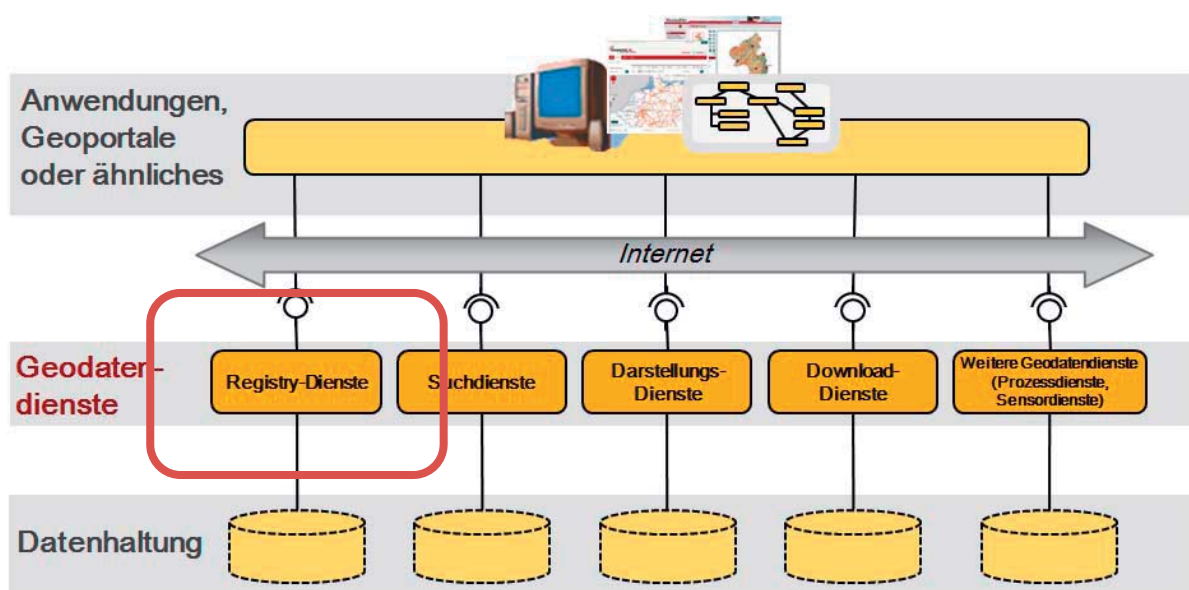 Anwendungen,
Geoportale
oder ähnliches
Internet
Geodaten-
dienste
Registry-Dienste
Suchdienste
Darstellungs-
Dienste
Download-
Dienste
Weitere Geodatendienste
(Prozessdienste,
Sensordienste)
Datenhaltung